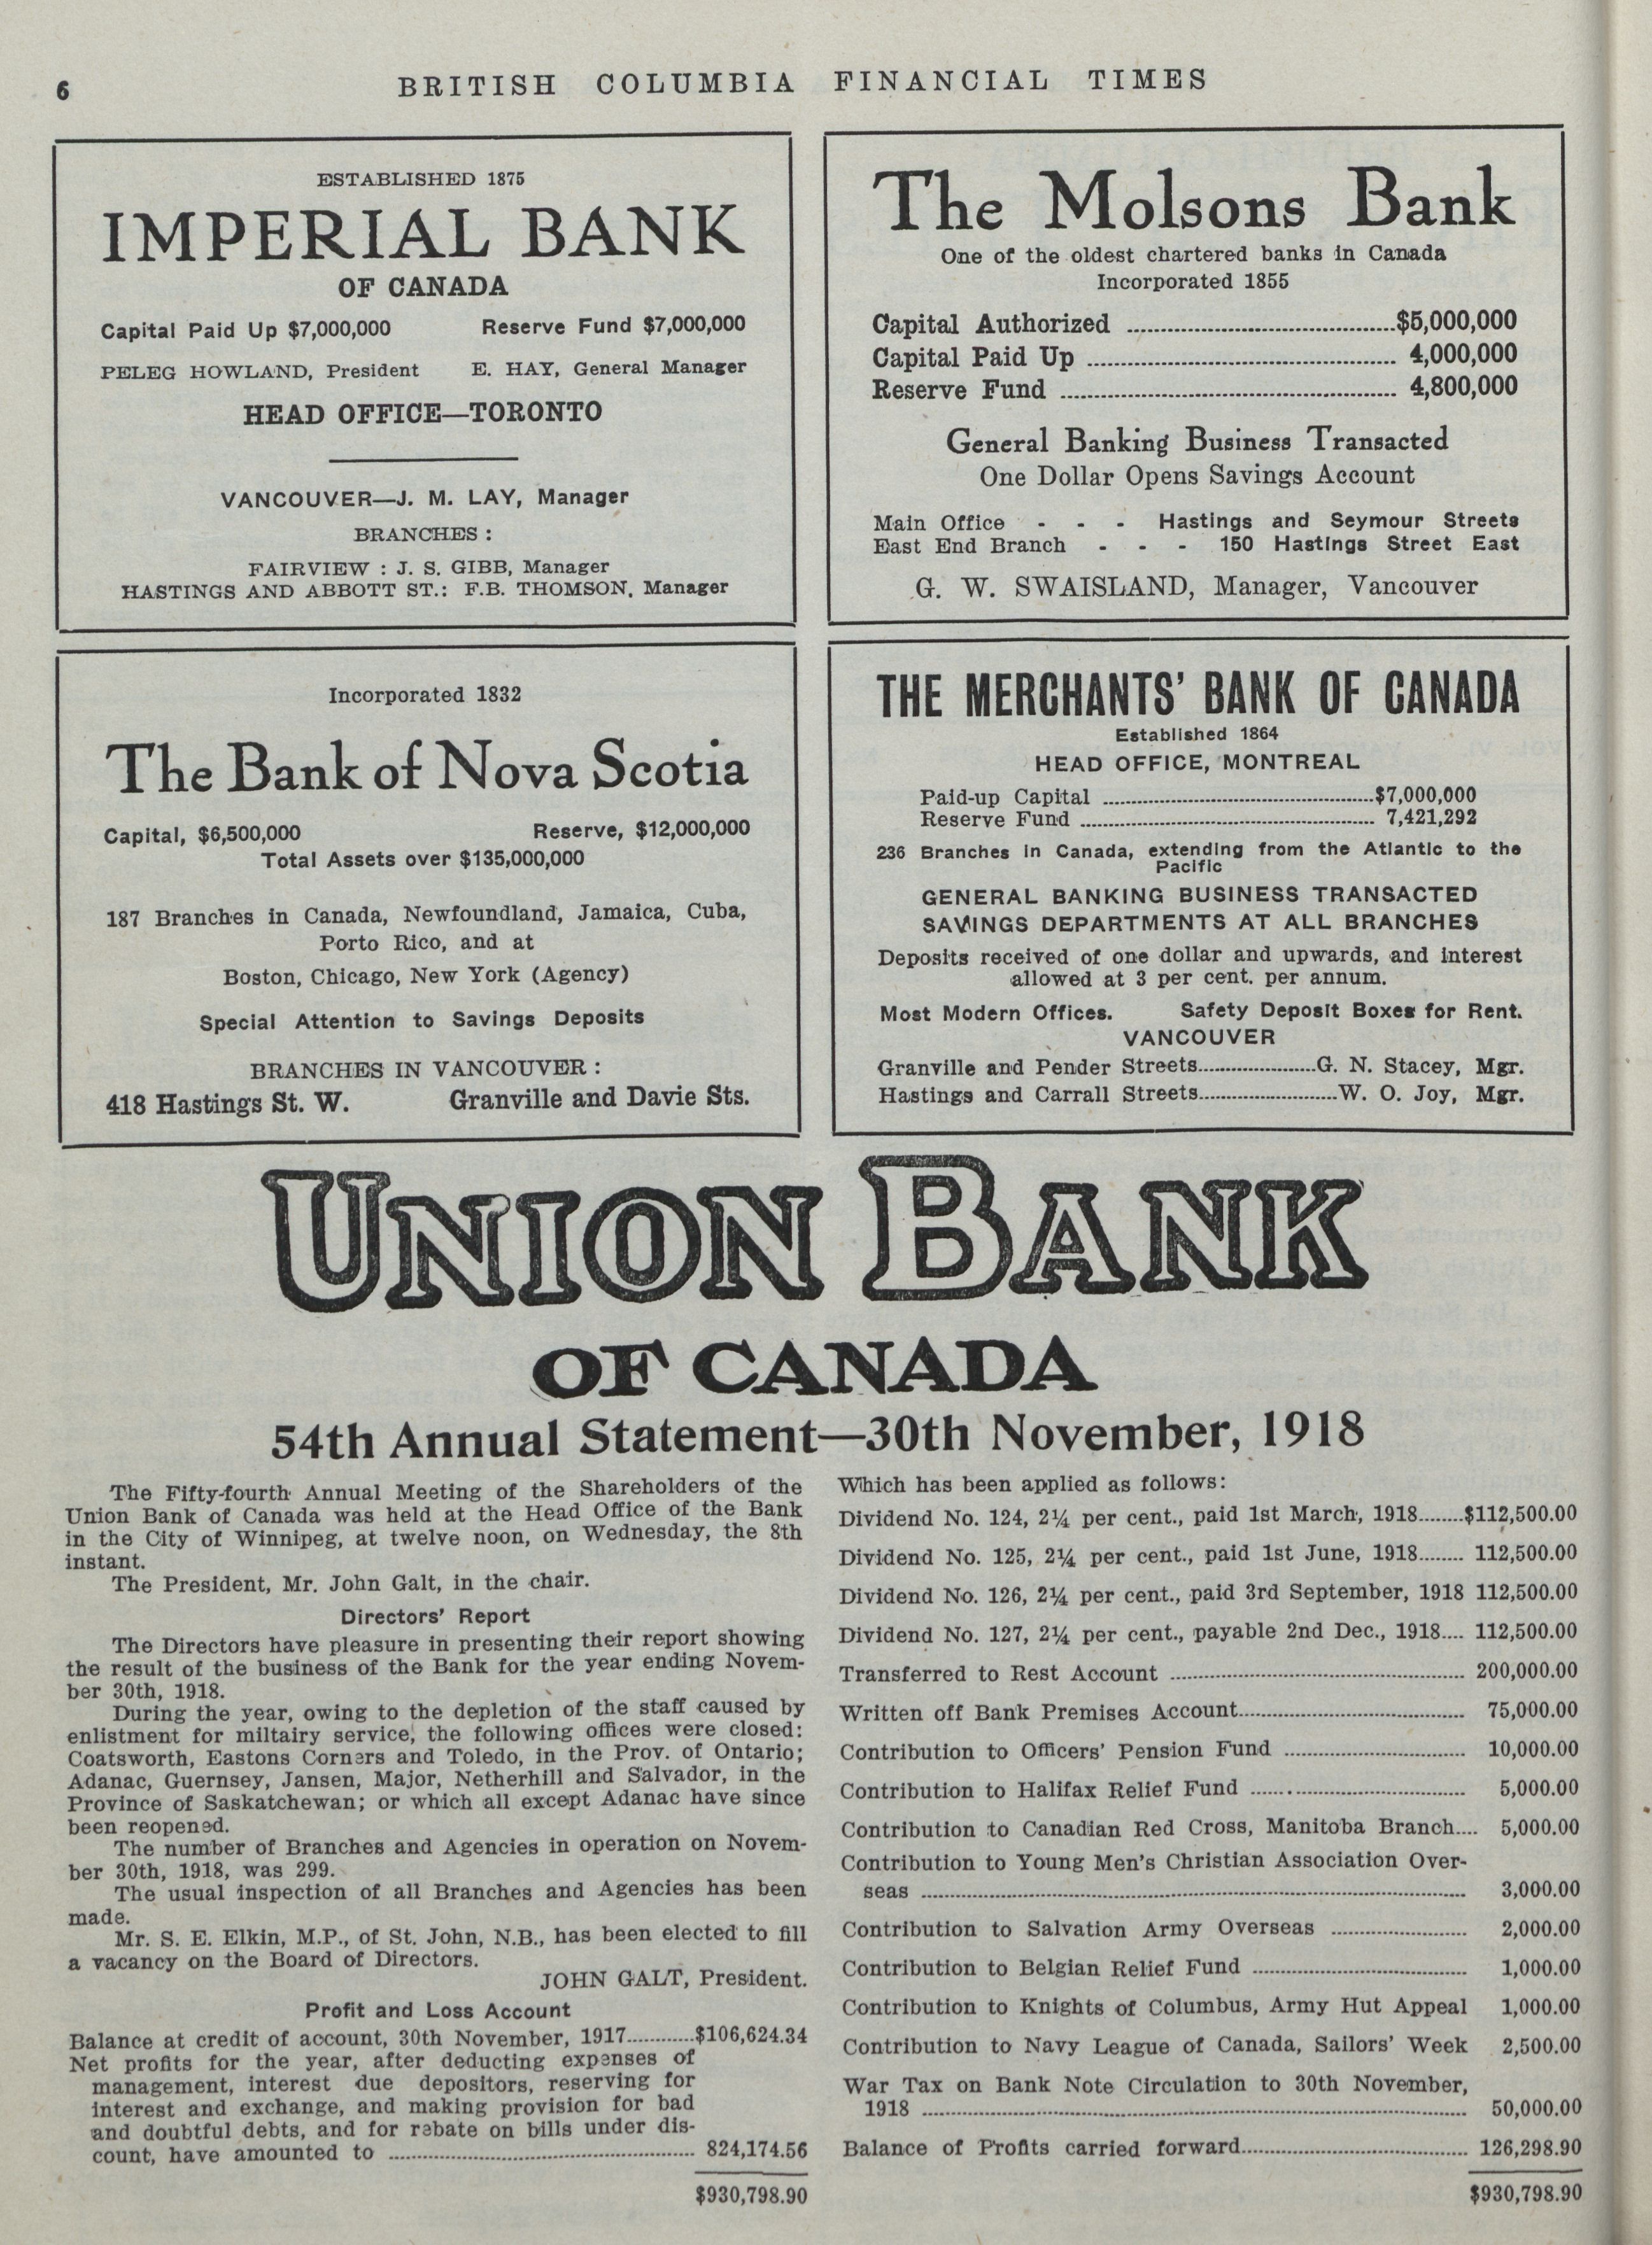 6
BRITISH COLUMBIA FINANCIAL TIMES
ESTABLISHED 1875
IMPERIAL BANK
OF CANADA
Capital Paid Up $7,000,000 Reserve Fund $7,000,000
PELEG HOWLAND, President E. HAY, General Manager
HEAD OFFICE—TORONTO
VANCOUVER—J. M. LAY, Manager
BRANCHES :
FAIRVIEW : J. S. GIBB, Manager
HASTINGS AND ABBOTT ST.: F.B. THOMSON, Manager
The Molsons Bank
One of the oldest chartered banks in Canada
Incorporated 1855
Capital Authorized ........ $5,000,000
Capital Paid Up ........ 4,000,000
Reserve Fund ........ 4,800,000
General Banking Business Transacted
One Dollar Opens Savings Account
Main Office - - - Hastings and Seymour Streets
East End Branch - - - 150 Hastings Street East
G. W. SWAISLAND, Manager, Vancouver
Incorporated 1832
The Bank of Nova Scotia
Capital, $6,500,000 Reserve, $12,000,000
Total Assets over $135,000,000
187 Branches in Canada, Newfoundland, Jamaica, Cuba,
Porto Rico, and at
Boston, Chicago, New York (Agency)
Special Attention to Savings Deposits
BRANCHES IN VANCOUVER :
418 Hastings St. W. Granville and Davie Sts.
THE MERCHANTS' BANK OF CANADA
Established 1864
HEAD OFFICE, MONTREAL
Paid-up Capital ........ $7,000,000
Reserve Fund ........ 7,421,292
236 Branches in Canada, extending from the Atlantic to the
Pacific
GENERAL BANKING BUSINESS TRANSACTED
SAVINGS DEPARTMENTS AT ALL BRANCHES
Deposits received of one dollar and upwards, and interest
allowed at 3 per cent. per annum.
Most Modern Offices. Safety Deposit Boxes for Rent.
VANCOUVER
Granville and Pender Streets........G. N. Stacey, Mgr.
Hastings and Carrall Streets........W. O. Joy, Mgr.
UNION BANK
OF CANADA
54th Annual Statement—30th November, 1918
The Fifty-fourth Annual Meeting of the Shareholders of the
Union Bank of Canada was held at the Head Office of the Bank
in the City of Winnipeg, at twelve noon, on Wednesday, the 8th
instant.
The President, Mr. John Galt, in the chair.
Directors' Report
The Directors have pleasure in presenting their report showing
the result of the business of the Bank for the year ending Novem-
ber 30th, 1918.
During the year, owing to the depletion of the staff caused by
enlistment for miltairy service, the following offices were closed:
Coatsworth, Eastons Corners and Toledo, in the Prov. of Ontario;
Adanac, Guernsey, Jansen, Major, Netherhill and Salvador, in the
Province of Saskatchewan; or which all except Adanac have since
been reopened.
The number of Branches and Agencies in operation on Novem-
ber 30th, 1918, was 299.
The usual inspection of all Branches and Agencies has been
made.
Mr. S. E. Elkin, M.P., of St. John, N.B., has been elected to fill
a vacancy on the Board of Directors.
JOHN GALT, President.
Profit and Loss Account
Balance at credit of account, 30th November, 1917........$106,624.34
Net profits for the year, after deducting expenses of
management, interest due depositors, reserving for
interest and exchange, and making provision for bad
and doubtful debts, and for rebate on bills under dis-
count, have amounted to ........ 824,174.56
$930,798.90
Which has been applied as follows:
Dividend No. 124, 2¼ per cent., paid 1st March, 1918........$112,500.00
Dividend No. 125, 2¼ per cent., paid 1st June, 1918........ 112,500.00
Dividend No. 126, 2¼ per cent., paid 3rd September, 1918 112,500.00
Dividend No. 127, 2¼ per cent., payable 2nd Dec., 1918.... 112,500.00
Transferred to Rest Account ........ 200,000.00
Written off Bank Premises Account........ 75,000.00
Contribution to Officers' Pension Fund ........ 10,000.00
Contribution to Halifax Relief Fund ........ 5,000.00
Contribution to Canadian Red Cross, Manitoba Branch.... 5,000.00
Contribution to Young Men's Christian Association Over-
seas ........ 3,000.00
Contribution to Salvation Army Overseas ........ 2,000.00
Contribution to Belgian Relief Fund ........ 1,000.00
Contribution to Knights of Columbus, Army Hut Appeal 1,000.00
Contribution to Navy League of Canada, Sailors' Week 2,500.00
War Tax on Bank Note Circulation to 30th November,
1918 ........ 50,000.00
Balance of Profits carried forward........ 126,298.90
$930,798.90